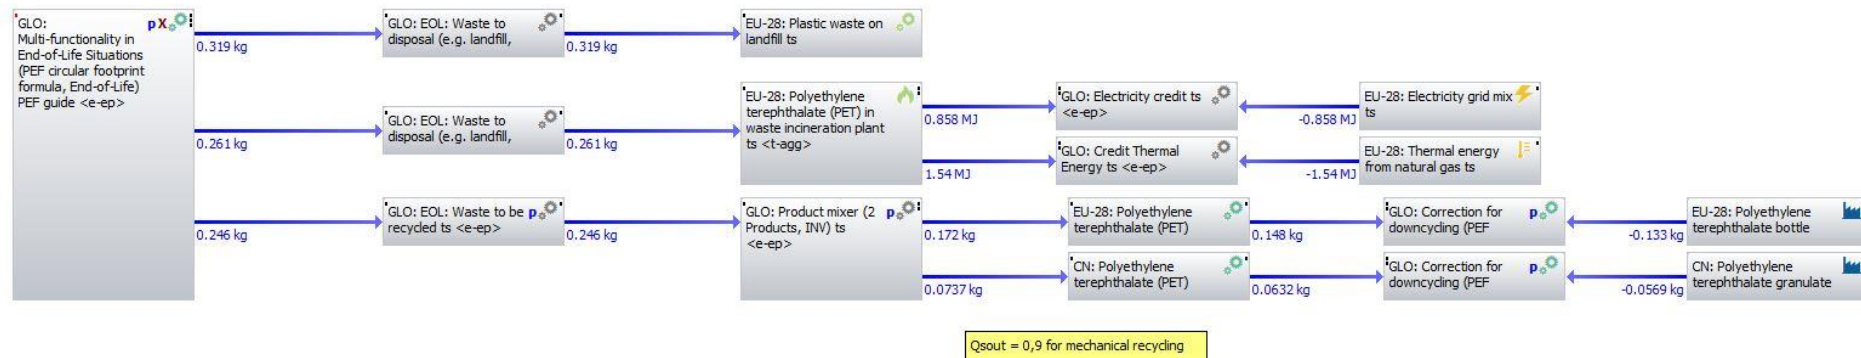 GLO:
Multi-functionality in
End-of-Life Situations
(PEF circular footprint
formula, End-of-Life)
PEF guide <e-ep>
p X
0.319 kg
GLO: EOL: Waste to
disposal (e.g. landfill,
0.319 kg
EU-28: Plastic waste on
landfill ts
0.261 kg
GLO: EOL: Waste to
disposal (e.g. landfill,
0.261 kg
EU-28: Polyethylene
terephthalate (PET) in
waste incineration plant
ts <t-agg>
0.858 MJ
GLO: Electricity credit ts
<e-ep>
-0.858 MJ
EU-28: Electricity grid mix
ts
1.54 MJ
GLO: Credit Thermal
Energy ts <e-ep>
-1.54 MJ
EU-28: Thermal energy
from natural gas ts
0.246 kg
GLO: EOL: Waste to be
recycled ts <e-ep>
p
0.246 kg
GLO: Product mixer (2
Products, INV) ts
<e-ep>
p
0.172 kg
EU-28: Polyethylene
terephthalate (PET)
0.148 kg
GLO: Correction for
downcycling (PEF
p
-0.133 kg
EU-28: Polyethylene
terephthalate bottle
0.0737 kg
CN: Polyethylene
terephthalate (PET)
0.0632 kg
GLO: Correction for
downcycling (PEF
p
-0.0569 kg
CN: Polyethylene
terephthalate granulate
Qsout = 0,9 for mechanical recycling